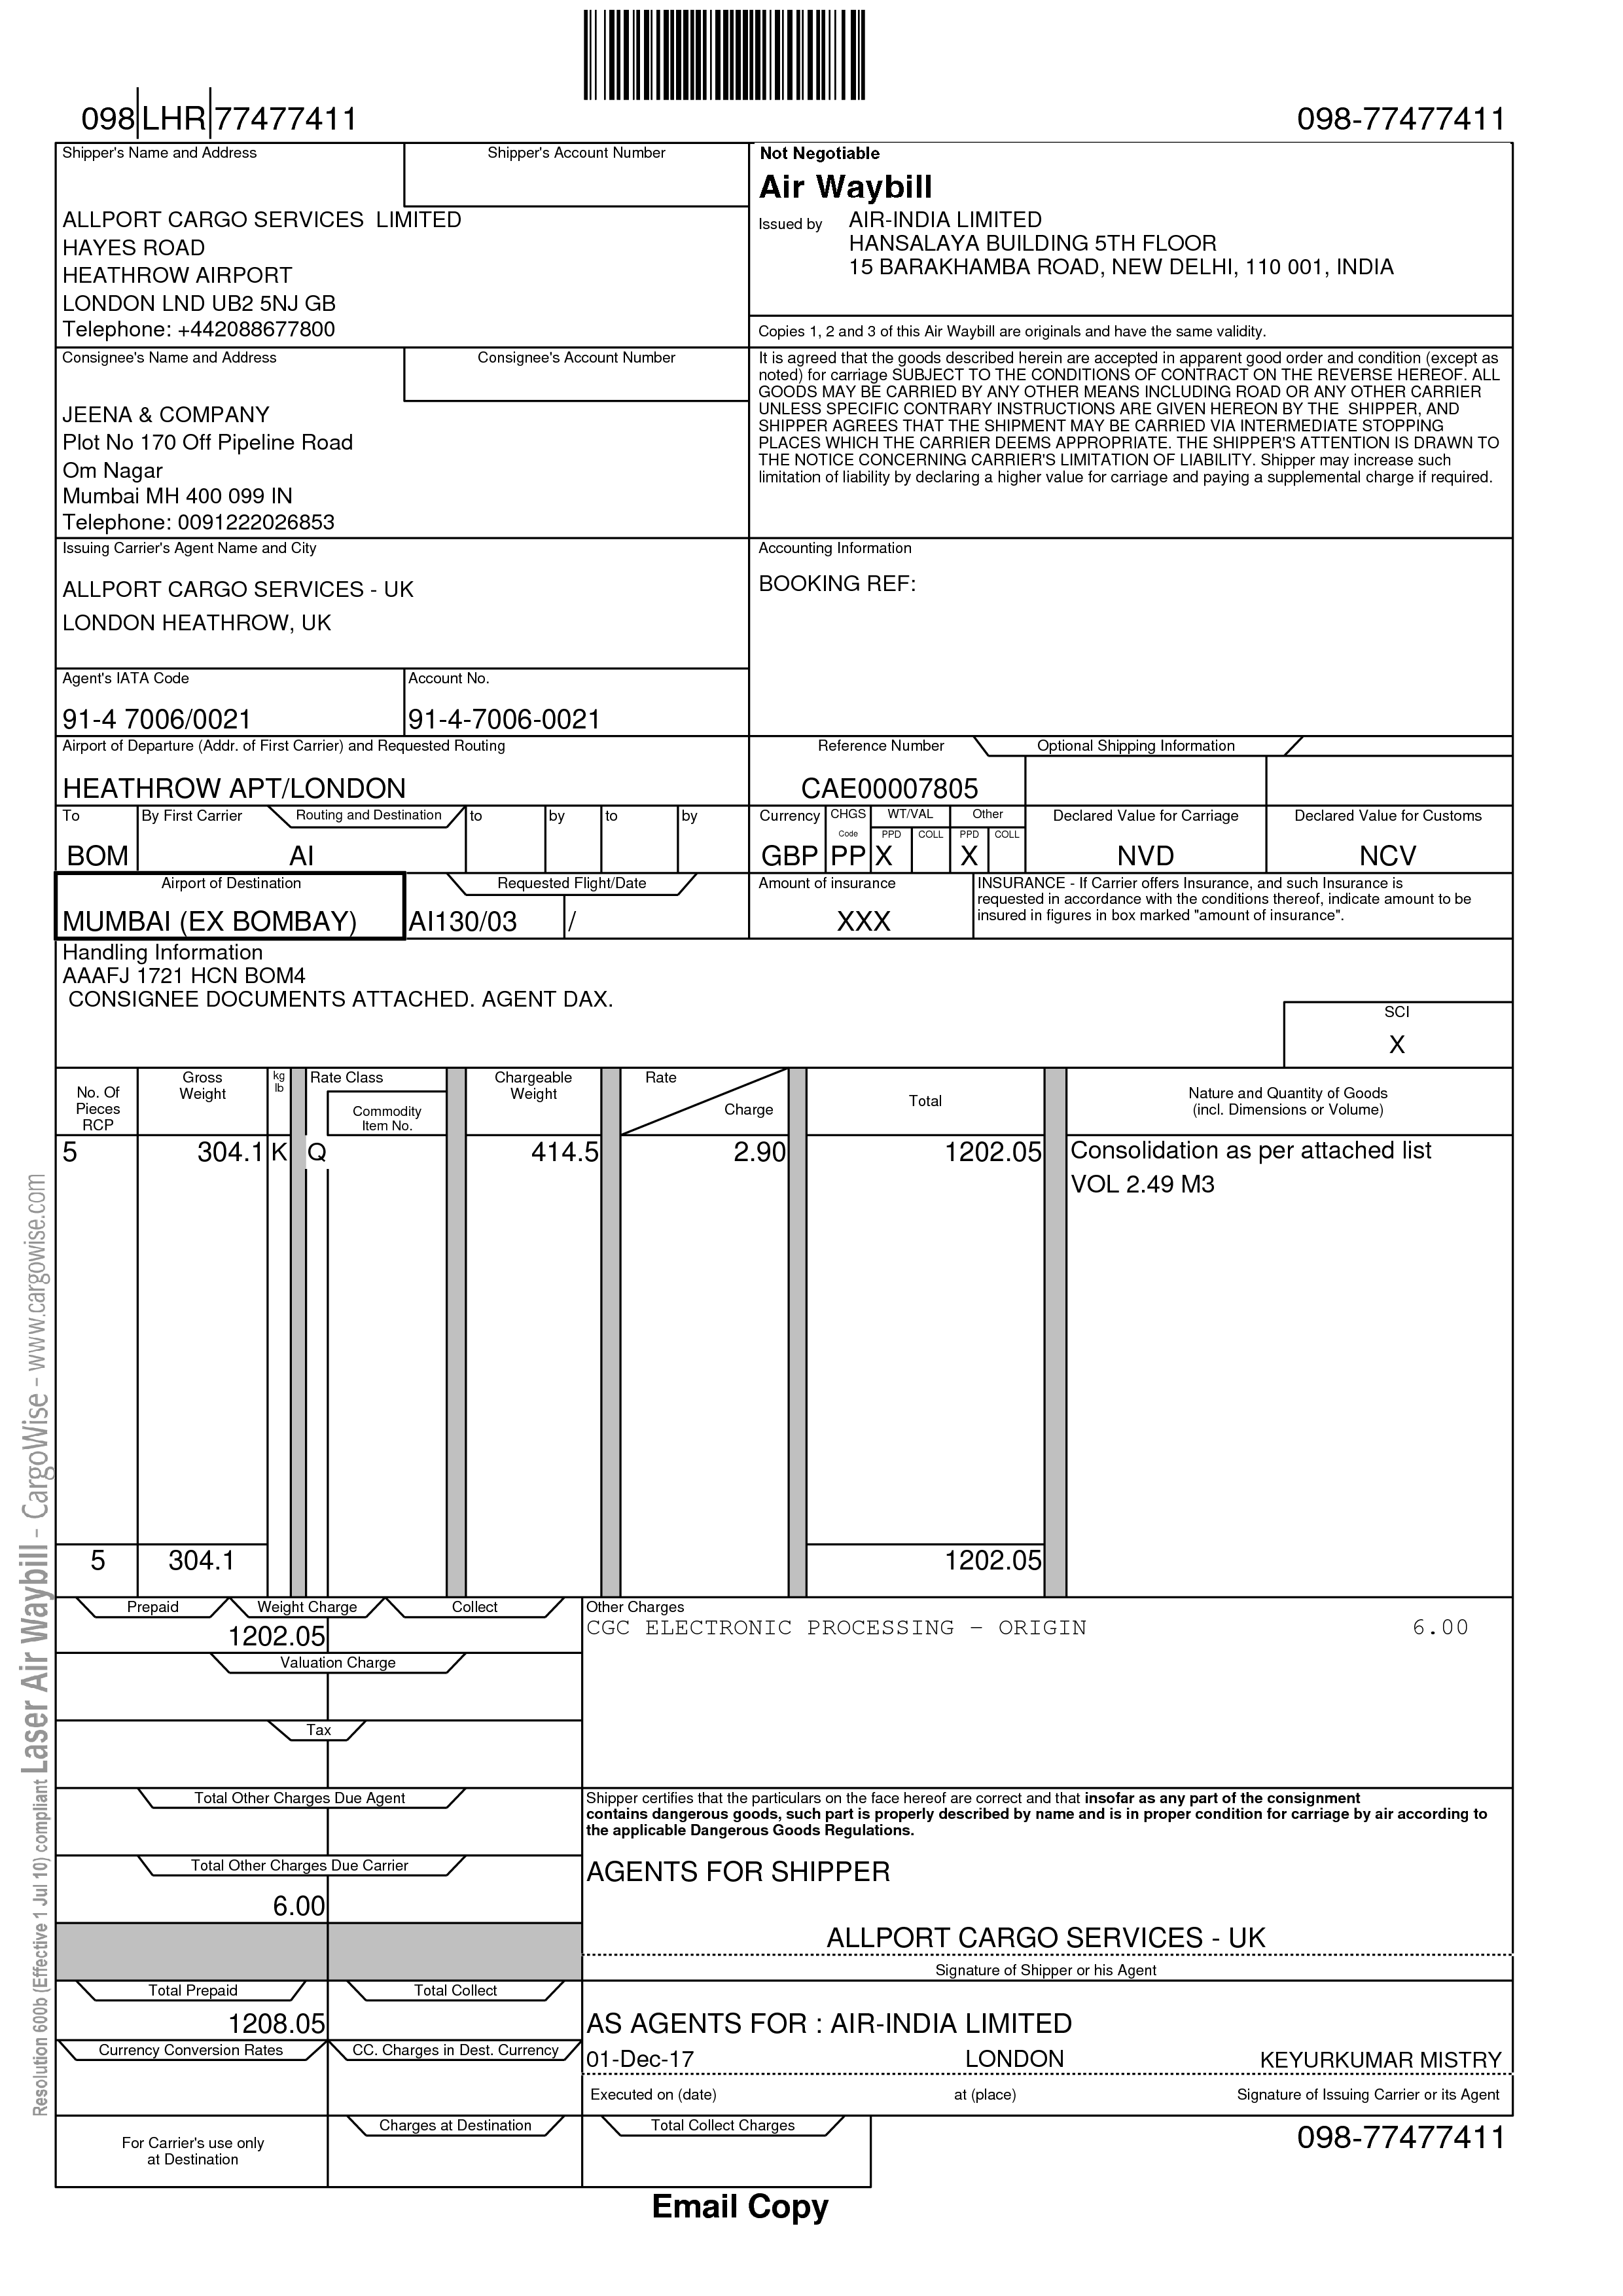 098 LHR 77477411
098-77477411
Shipper's Name and Address
Shipper's Account Number
ALLPORT CARGO SERVICES LIMITED
HAYES ROAD
HEATHROW AIRPORT
LONDON LND UB2 5NJ GB
Telephone: +442088677800
Not Negotiable
Air Waybill
Issued by AIR-INDIA LIMITED
HANSALAYA BUILDING 5TH FLOOR
15 BARAKHAMBA ROAD, NEW DELHI, 110 001, INDIA
Copies 1, 2 and 3 of this Air Waybill are originals and have the same validity.
Consignee's Name and Address
Consignee's Account Number
JEENA & COMPANY
Plot No 170 Off Pipeline Road
Om Nagar
Mumbai MH 400 099 IN
Telephone: 0091222026853
It is agreed that the goods described herein are accepted in apparent good order and condition (except as
noted) for carriage SUBJECT TO THE CONDITIONS OF CONTRACT ON THE REVERSE HEREOF. ALL
GOODS MAY BE CARRIED BY ANY OTHER MEANS INCLUDING ROAD OR ANY OTHER CARRIER
UNLESS SPECIFIC CONTRARY INSTRUCTIONS ARE GIVEN HEREON BY THE SHIPPER, AND
SHIPPER AGREES THAT THE SHIPMENT MAY BE CARRIED VIA INTERMEDIATE STOPPING
PLACES WHICH THE CARRIER DEEMS APPROPRIATE. THE SHIPPER'S ATTENTION IS DRAWN TO
THE NOTICE CONCERNING CARRIER'S LIMITATION OF LIABILITY. Shipper may increase such
limitation of liability by declaring a higher value for carriage and paying a supplemental charge if required.
Issuing Carrier's Agent Name and City
ALLPORT CARGO SERVICES - UK
LONDON HEATHROW, UK
Accounting Information
BOOKING REF:
Agent's IATA Code
Account No.
91-4 7006/0021
91-4-7006-0021
Airport of Departure (Addr. of First Carrier) and Requested Routing
HEATHROW APT/LONDON
Reference Number
Optional Shipping Information
CAE00007805
To
By First Carrier
Routing and Destination
to
by
to
by
BOM
AI
Currency
CHGS
Code
WT/VAL
Other
PPD
COLL
PPD
COLL
GBP
PP
X
X
Declared Value for Carriage
NVD
Declared Value for Customs
NCV
Airport of Destination
MUMBAI (EX BOMBAY)
Requested Flight/Date
AI130/03
/
Amount of insurance
XXX
INSURANCE - If Carrier offers Insurance, and such Insurance is
requested in accordance with the conditions thereof, indicate amount to be
insured in figures in box marked "amount of insurance".
Handling Information
AAAFJ 1721 HCN BOM4
CONSIGNEE DOCUMENTS ATTACHED. AGENT DAX.
SCI
X
No. Of
Pieces
RCP
Gross
Weight
kg
lb
Rate Class
Commodity
Item No.
Chargeable
Weight
Rate
Charge
Total
Nature and Quantity of Goods
(incl. Dimensions or Volume)
5 304.1 K Q 414.5 2.90 1202.05 Consolidation as per attached list
VOL 2.49 M3
5 304.1 1202.05
Prepaid
Weight Charge
Collect
1202.05
Valuation Charge
Tax
Other Charges
CGC ELECTRONIC PROCESSING - ORIGIN 6.00
Total Other Charges Due Agent
Total Other Charges Due Carrier
6.00
Shipper certifies that the particulars on the face hereof are correct and that insofar as any part of the consignment
contains dangerous goods, such part is properly described by name and is in proper condition for carriage by air according to
the applicable Dangerous Goods Regulations.
AGENTS FOR SHIPPER
ALLPORT CARGO SERVICES - UK
Signature of Shipper or his Agent
Total Prepaid
Total Collect
1208.05
Currency Conversion Rates
CC. Charges in Dest. Currency
AS AGENTS FOR : AIR-INDIA LIMITED
01-Dec-17 LONDON KEYURKUMAR MISTRY
Executed on (date)
at (place)
Signature of Issuing Carrier or its Agent
For Carrier's use only
at Destination
Charges at Destination
Total Collect Charges
098-77477411
Email Copy
Resolution 600b (Effective 1 Jul 10) compliant Laser Air Waybill - CargoWise - www.cargowise.com